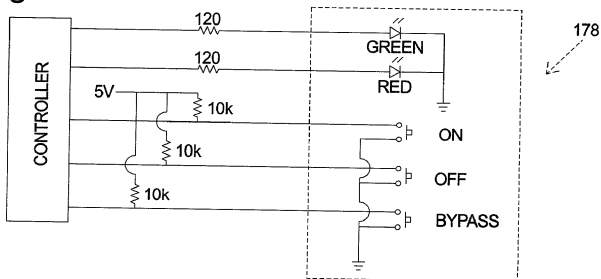 120
GREEN
178
120
RED
5V
10k
CONTROLLER
ON
10k
OFF
10k
BYPASS